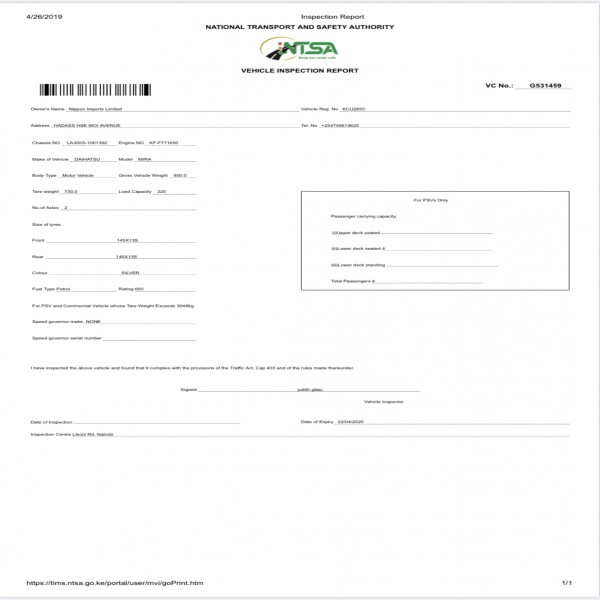 4/26/2019 Inspection Report
NATIONAL TRANSPORT AND SAFETY AUTHORITY
NTSA
VEHICLE INSPECTION REPORT
VC No.: G531459
Owner's Name Nippon Imports Limited Vehicle Reg. No KCU265C
Address HADASS HSE MOI AVENUE Tel. No +254748619625
Chassis NO LA300S-1001392 Engine NO KF-F771650
Make of Vehicle DAIHATSU Model MIRA
Body Type Motor Vehicle Gross Vehicle Weight 950.0
Tare weight 730.0 Load Capacity 220
No.of Axles 2
Size of tyres
Front 145X13S
Rear 145X13S
Colour SILVER
Fuel Type Petrol Rating 650
For PSV and Commercial Vehicle whose Tare Weight Exceeds 3048kg.
Speed governor make NONE
Speed governor serial number
For PSVs Only
Passenger carrying capacity:
(i)Upper deck seated
(ii)Lower deck seated 4
(iii)Lower deck standing
Total Passengers 4
I have inspected the above vehicle and found that it complies with the provisions of the Traffic Act, Cap 403 and of the rules made thereunder.
Signed judith gitau
Vehicle Inspector
Date of Inspection Date of Expiry 22/04/2020
Inspection Centre Likoni Rd, Nairobi
https://tims.ntsa.go.ke/portal/user/mvi/goPrint.htm 1/1